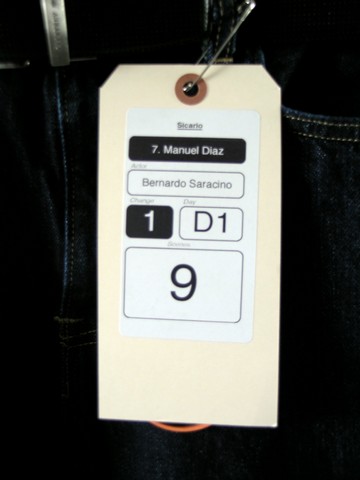 Sicario
7. Manuel Diaz
Actor
Bernardo Saracino
Change Day
1 D1
Scenes
9